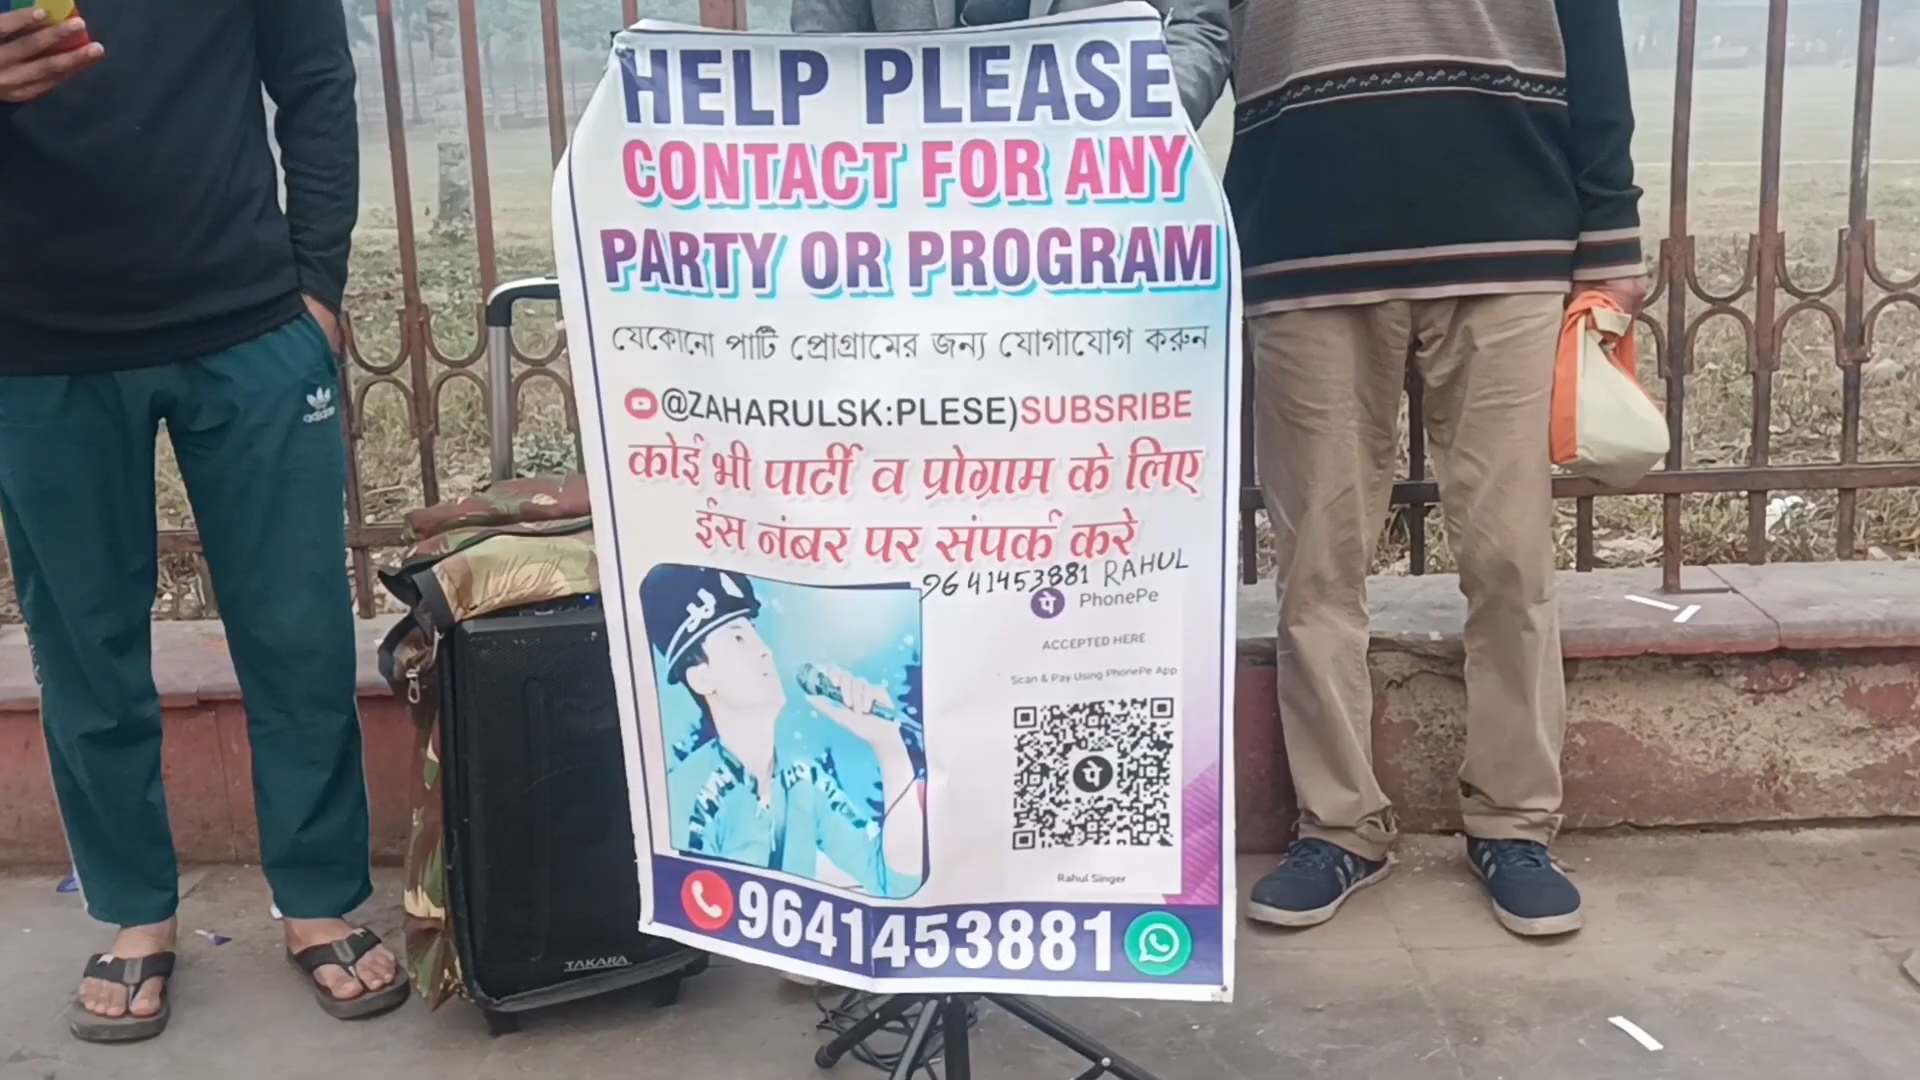 HELP PLEASE
CONTACT FOR ANY
PARTY OR PROGRAM
যেকোনো পার্টি প্রোগ্রামের জন্য যোগাযোগ করুন
@ZAHARULSK:PLESE)SUBSRIBE
कोई भी पार्टी व प्रोग्राम के लिए
ईस नंबर पर संपर्क करे
9641453881 RAHUL
पे PhonePe
ACCEPTED HERE
Scan & Pay Using PhonePe App
पे
Rahul Singer
9641453881
adidas
TAKARA